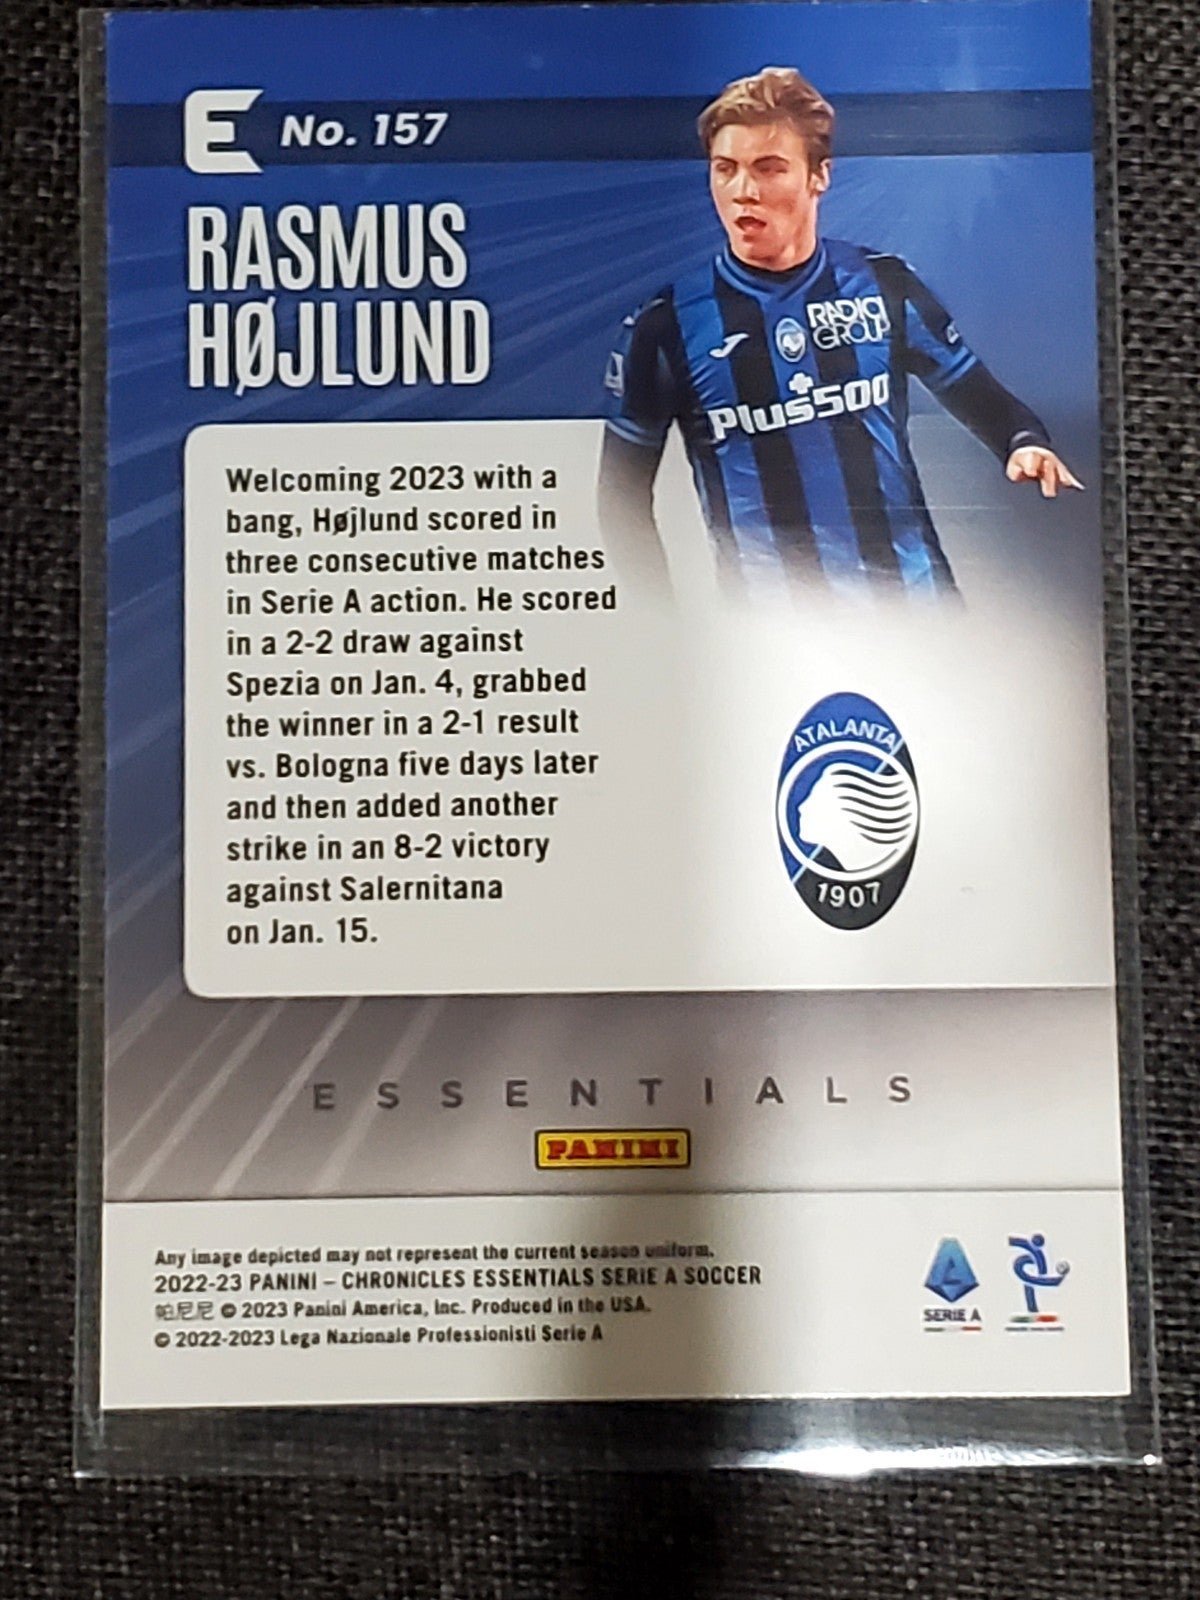 E No. 157
RASMUS
HØJLUND
RADICI
GROUP
Plus500
Welcoming 2023 with a
bang, Højlund scored in
three consecutive matches
in Serie A action. He scored
in a 2-2 draw against
Spezia on Jan. 4, grabbed
the winner in a 2-1 result
vs. Bologna five days later
and then added another
strike in an 8-2 victory
against Salernitana
on Jan. 15.
ATALANTA
1907
ESSENTIALS
PANINI
Any image depicted may not represent the current season uniform.
2022-23 PANINI – CHRONICLES ESSENTIALS SERIE A SOCCER
帕尼尼 © 2023 Panini America, Inc. Produced in the USA.
© 2022-2023 Lega Nazionale Professionisti Serie A
SERIE A